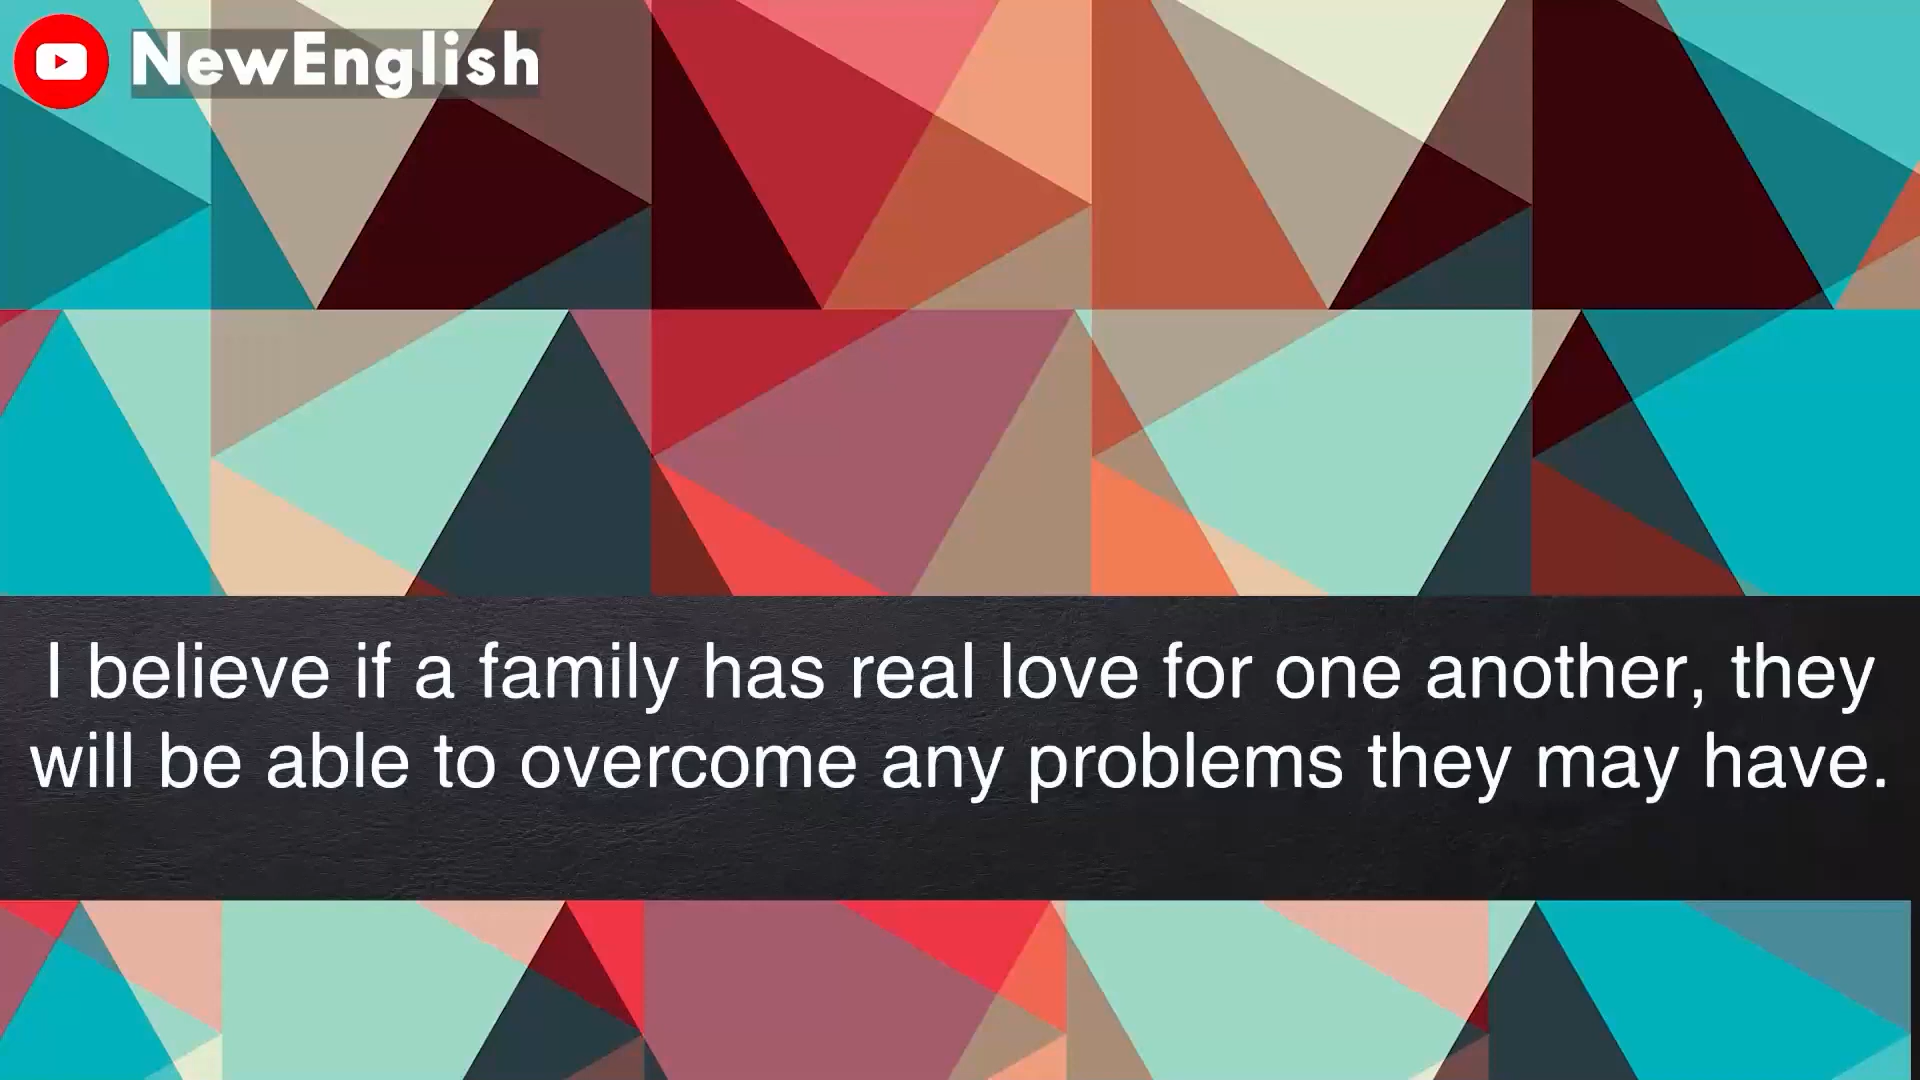 NewEnglish
I believe if a family has real love for one another, they
will be able to overcome any problems they may have.